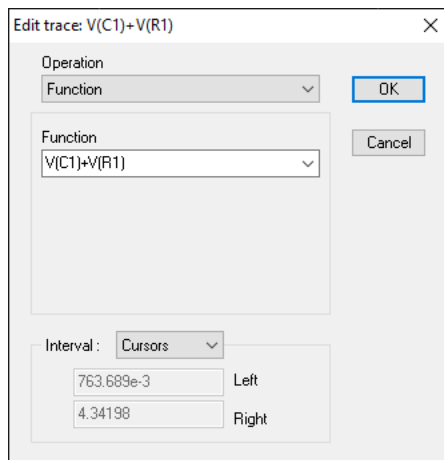 Edit trace: V(C1)+V(R1)
Operation
Function
OK
Function
Cancel
V(C1)+V(R1)
Interval : Cursors
763.689e-3 Left
4.34198 Right